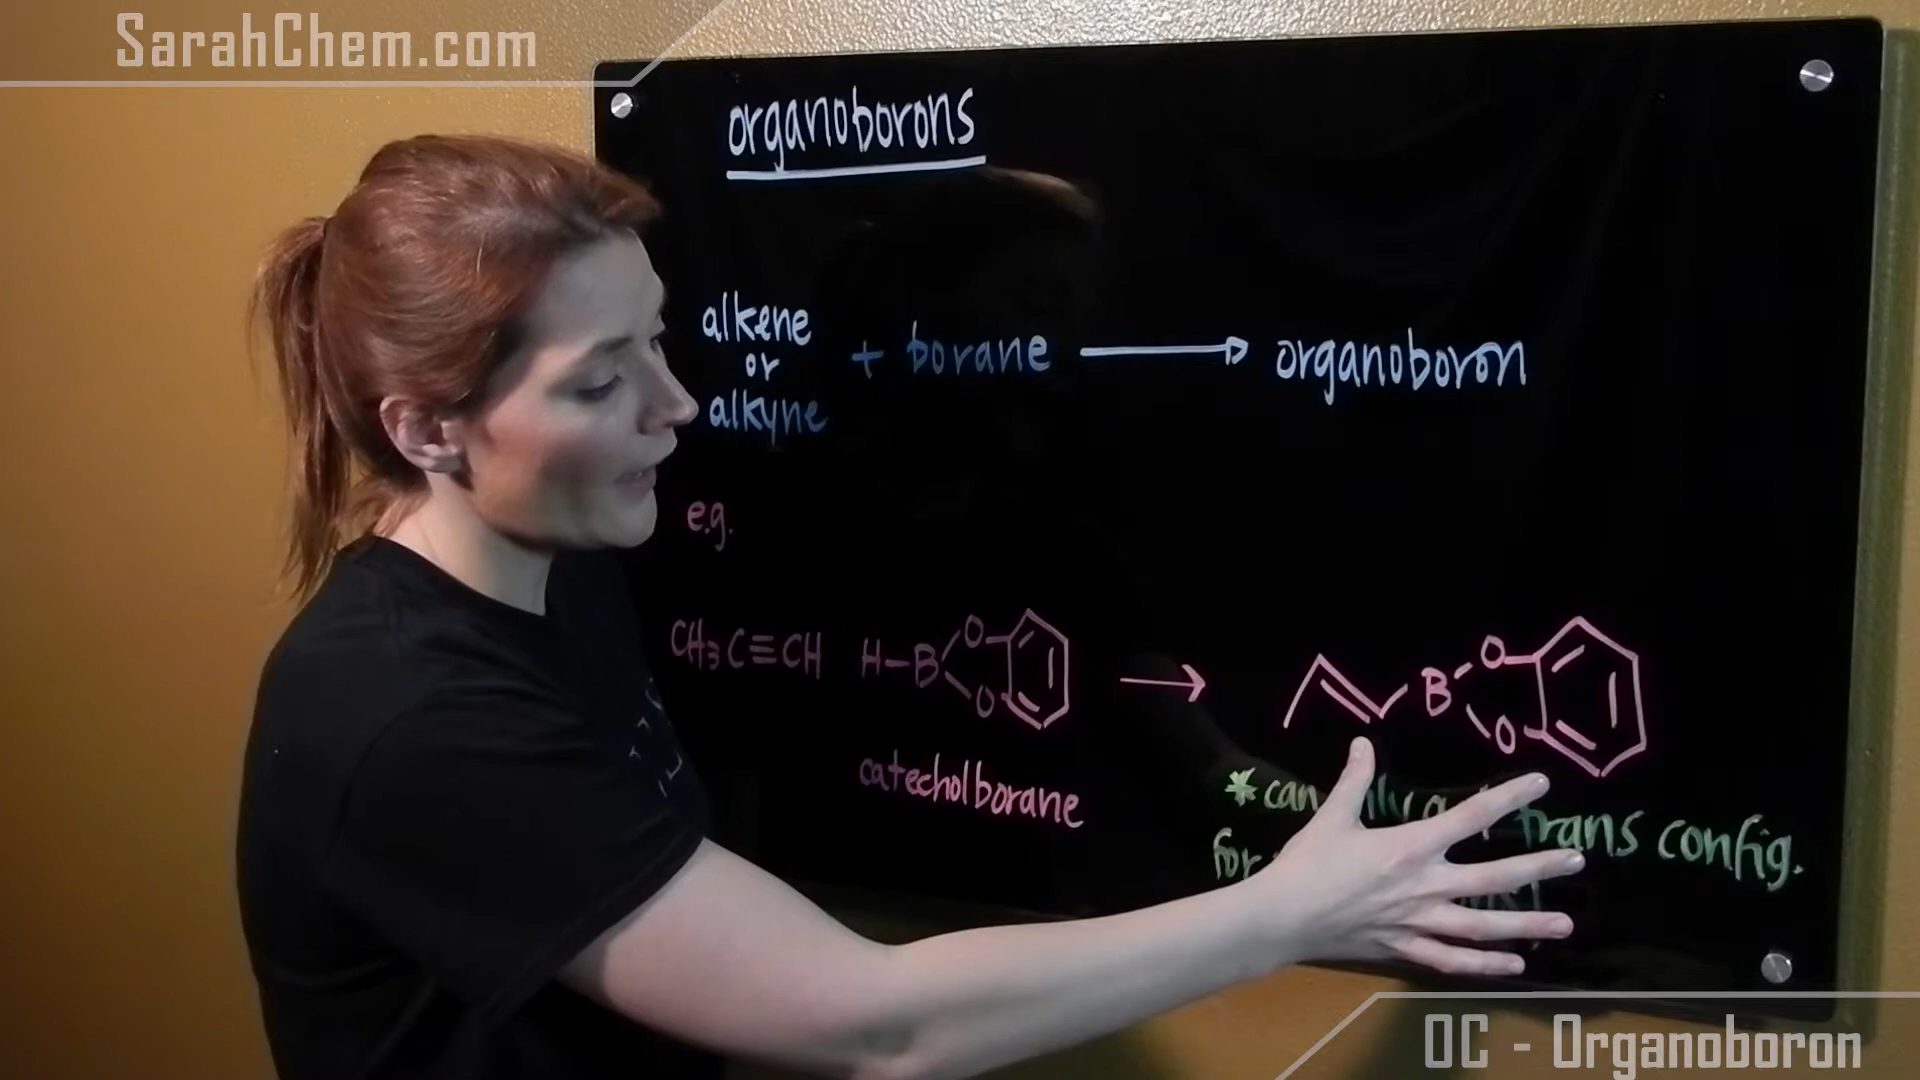 SarahChem.com
organoborons
alkene
or
alkyne
+ borane
organoboron
e.g.
CH3C≡CH
H-B
O
O
B
O
O
catecholborane
*can trans config.
for
OC - Organoboron